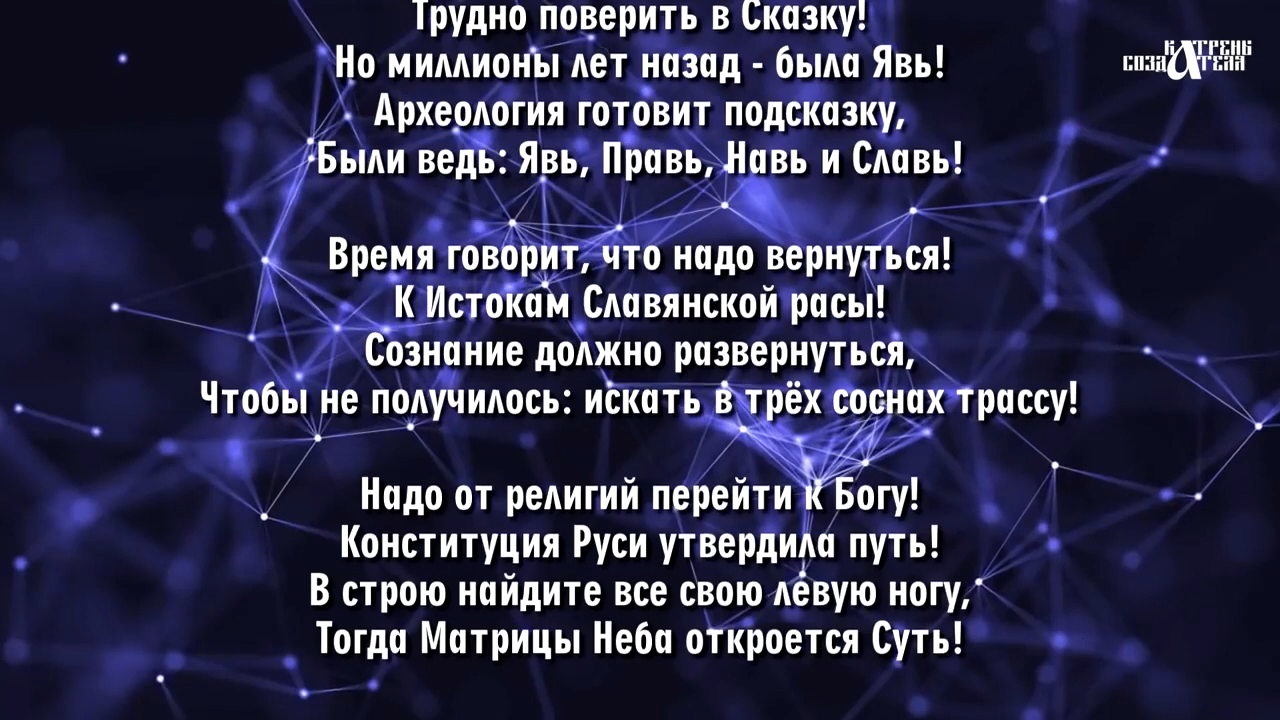 Трудно поверить в Сказку!
Но миллионы лет назад - была Явь!
Археология готовит подсказку,
Были ведь: Явь, Правь, Навь и Славь!
Время говорит, что надо вернуться!
К Истокам Славянской расы!
Сознание должно развернуться,
Чтобы не получилось: искать в трёх соснах трассу!
Надо от религий перейти к Богу!
Конституция Руси утвердила путь!
В строю найдите все свою левую ногу,
Тогда Матрицы Неба откроется Суть!
КАТРЕНЫ
СОЗДАТЕЛЯ